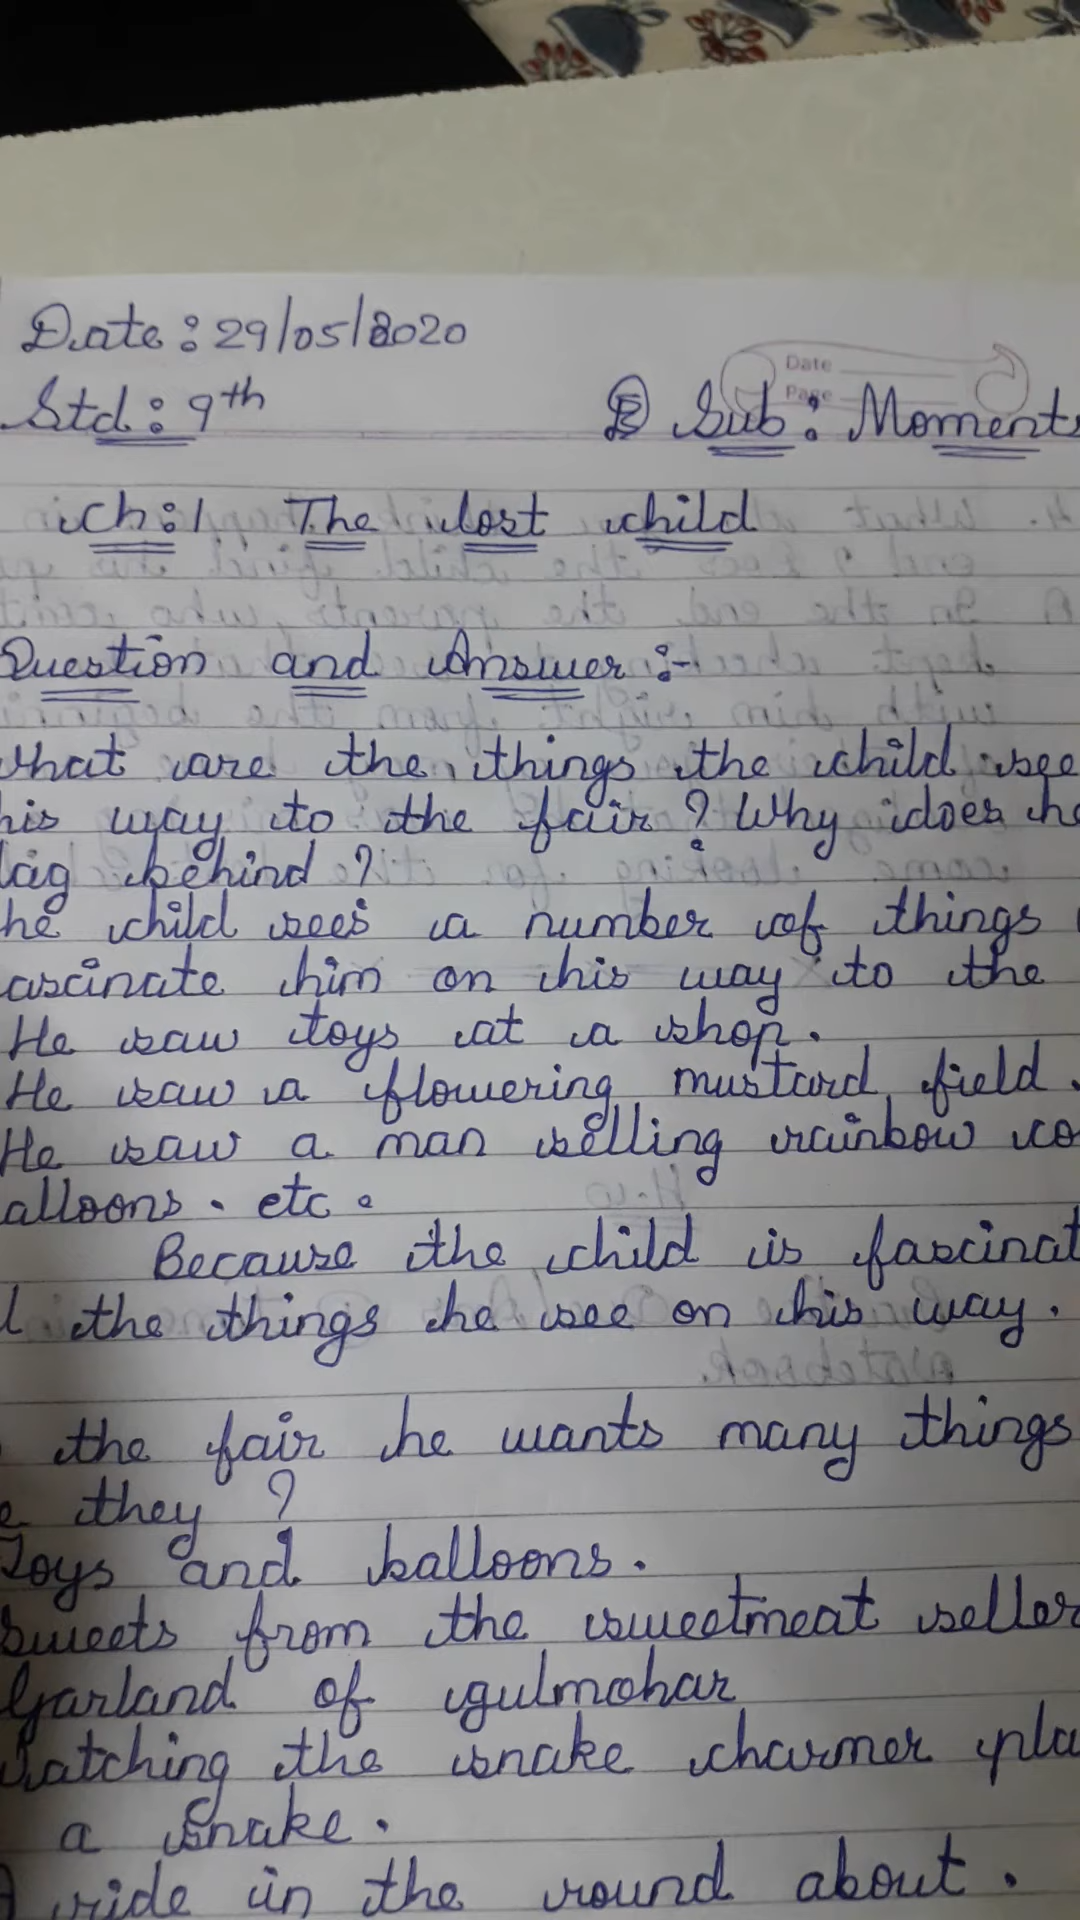 Date : 29/05/2020
Date
Page
Std : 9th
Sub : Moments
Ch : 1 The lost child
Question and Answer :-
what are the things the child see
his way to the fair ? Why does he
lag behind ?
he child sees a number of things
ascinate him on his way to the
He saw toys at a shop.
He saw a flowering mustard field.
He saw a man selling rainbow co
alloons. etc.
Because the child is fascinat
l the things he see on his way.
the fair he wants many things
e they ?
Toys and balloons.
Sweets from the sweetmeat seller
Garland of gulmohar
Watching the snake charmer pla
a snake.
A ride in the round about.